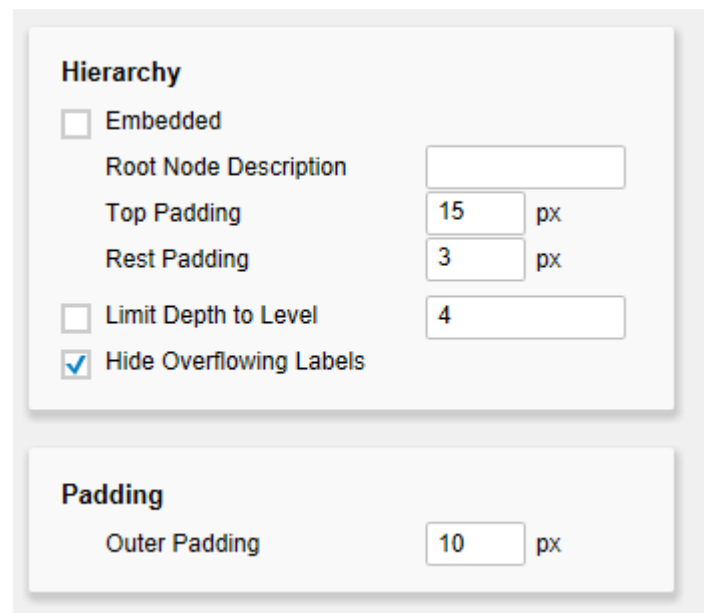 Hierarchy
Embedded
Root Node Description
Top Padding 15 px
Rest Padding 3 px
Limit Depth to Level 4
Hide Overflowing Labels
Padding
Outer Padding 10 px